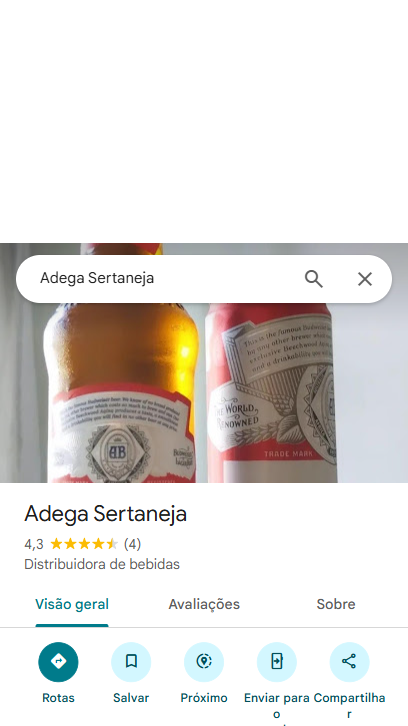 Adega Sertaneja
THE WORLD
RENOWNED
TRADE MARK
AB
Adega Sertaneja
4,3 (4)
Distribuidora de bebidas
Visão geral Avaliações Sobre
Rotas Salvar Próximo Enviar para o Compartilhar